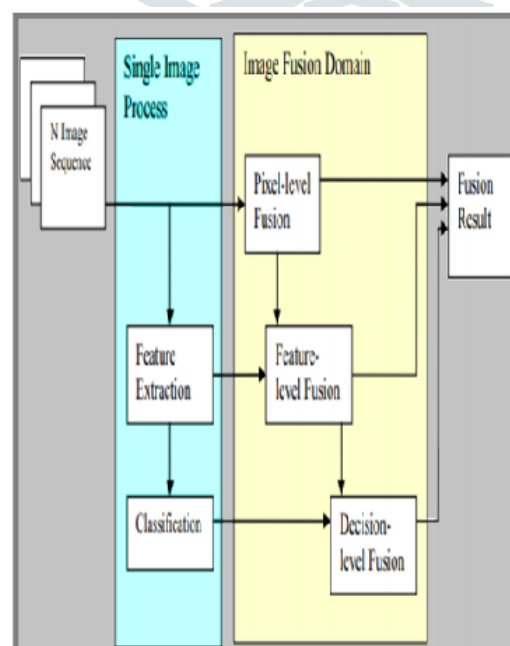 Single Image
Process
Image Fusion Domain
N Image
Sequence
Pixel-level
Fusion
Fusion
Result
Feature
Extraction
Feature-
level Fusion
Classification
Decision-
level Fusion